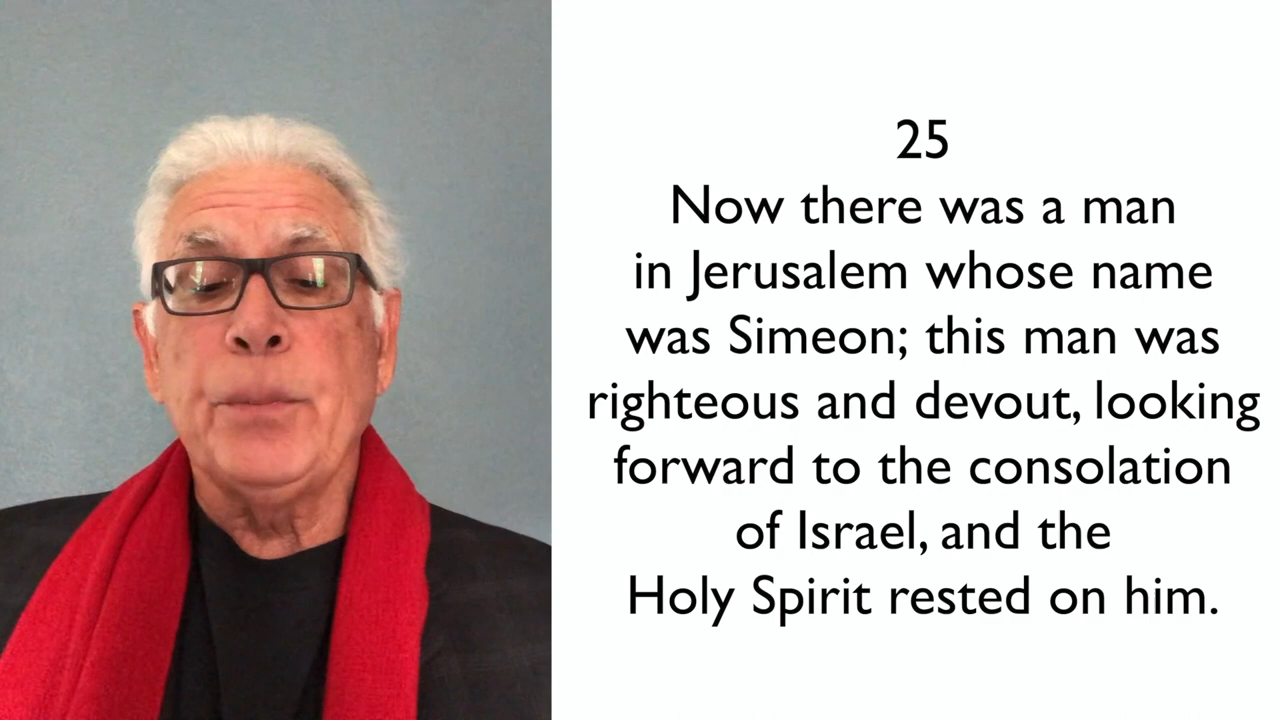 25
Now there was a man
in Jerusalem whose name
was Simeon; this man was
righteous and devout, looking
forward to the consolation
of Israel, and the
Holy Spirit rested on him.